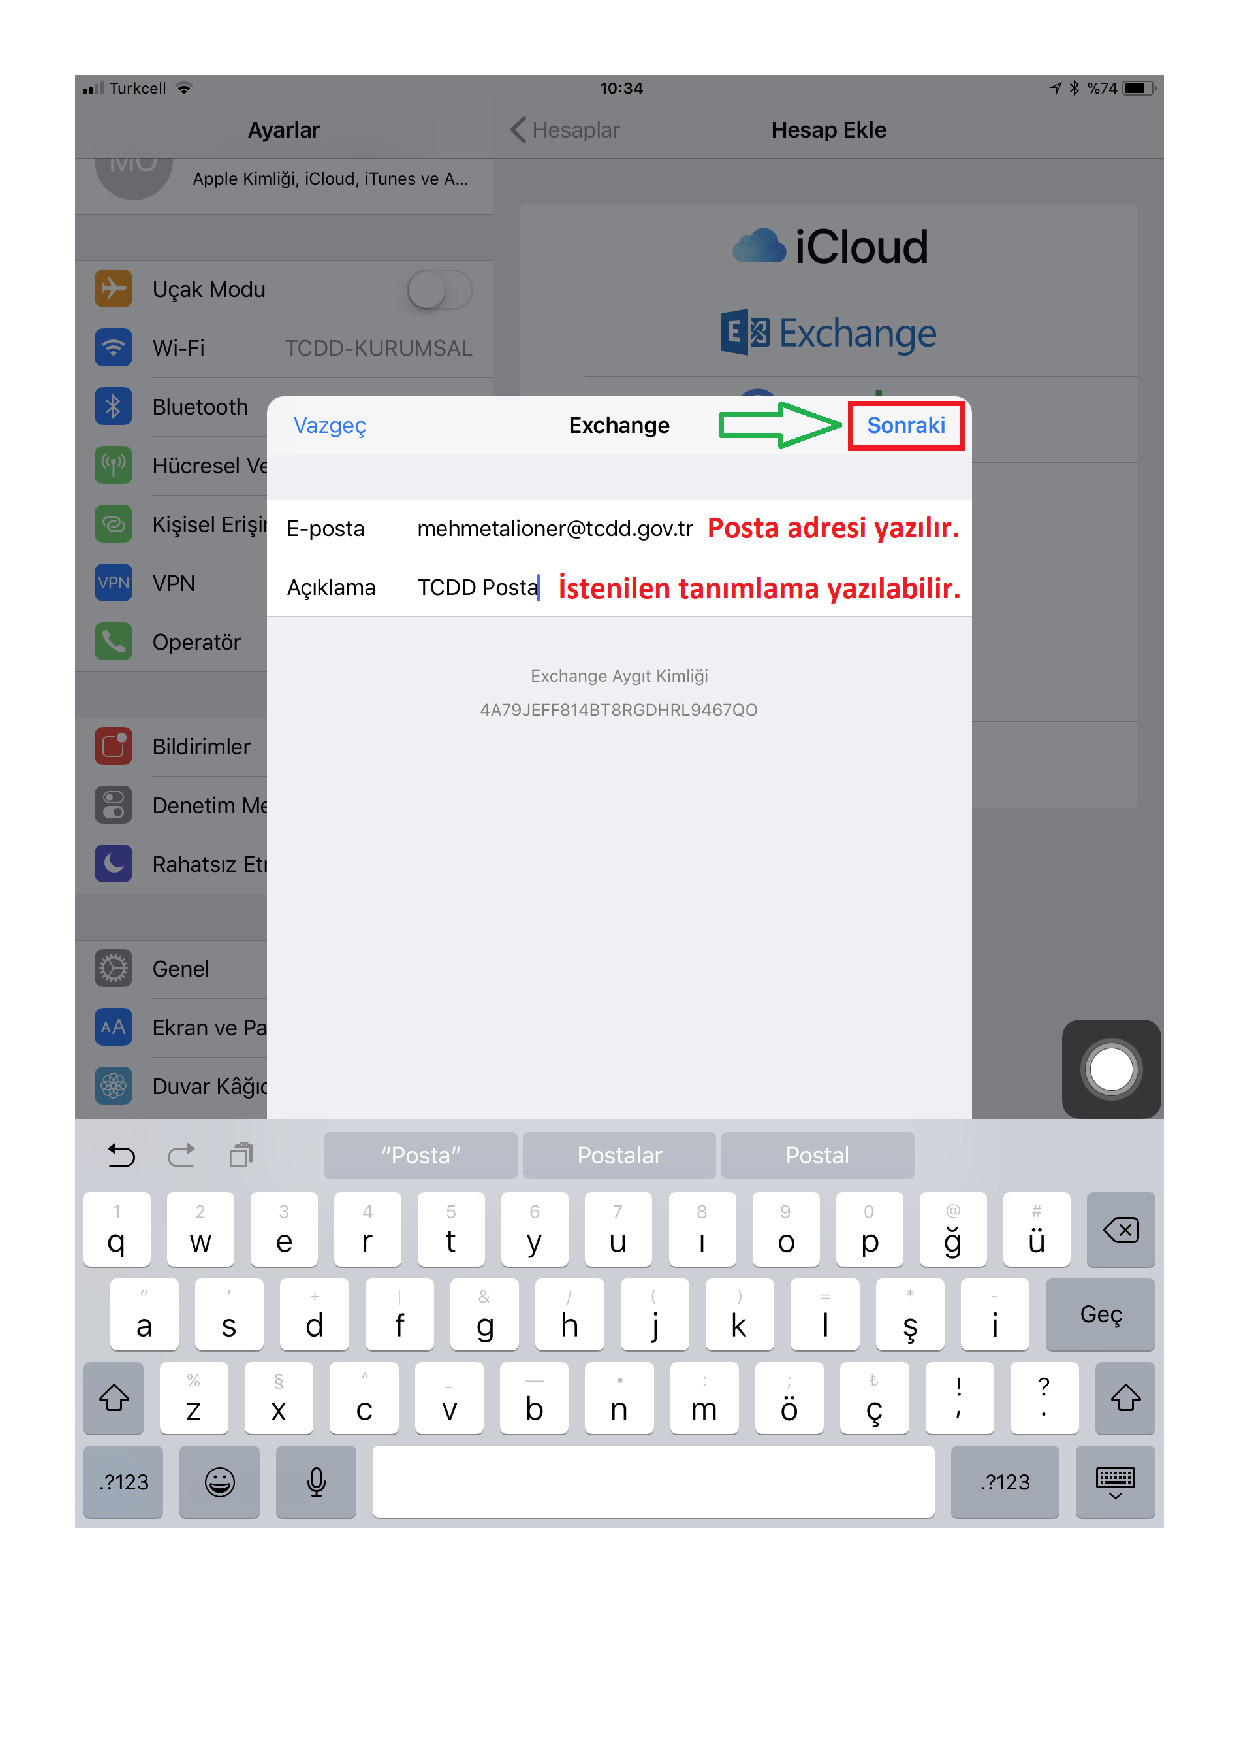 Turkcell 10:34 %74
Ayarlar
Hesaplar Hesap Ekle
MO
Apple Kimliği, iCloud, iTunes ve A...
iCloud
Uçak Modu
Exchange
Wi-Fi TCDD-KURUMSAL
Bluetooth
Vazgeç Exchange Sonraki
Hücresel Ve
Kişisel Erişi
E-posta mehmetalioner@tcdd.gov.tr Posta adresi yazılır.
VPN VPN
Açıklama TCDD Posta İstenilen tanımlama yazılabilir.
Operatör
Exchange Aygıt Kimliği
4A79JEFF814BT8RGDHRL9467QO
Bildirimler
Denetim Me
Rahatsız Et
Genel
AA Ekran ve Pa
Duvar Kâğıd
"Posta" Postalar Postal
1 2 3 4 5 6 7 8 9 0 @ #
q w e r t y u ı o p ğ ü
" ' + | & / ( ) = * -
a s d f g h j k l ş i Geç
% § ^ _ — • : ; ₺ ! ?
z x c v b n m ö ç , .
.?123 .?123